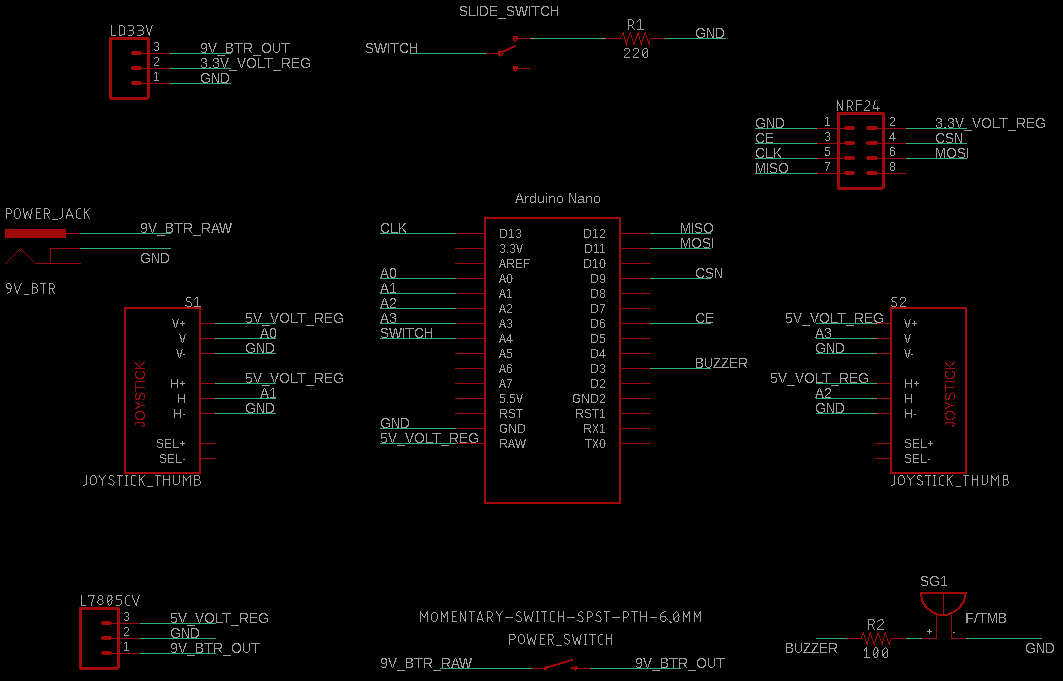 SLIDE_SWITCH
LD33V
3 9V_BTR_OUT
2 3.3V_VOLT_REG
1 GND
SWITCH
R1
220
GND
NRF24
GND 1 2 3.3V_VOLT_REG
CE 3 4 CSN
CLK 5 6 MOSI
MISO 7 8
POWER_JACK
9V_BTR_RAW
GND
9V_BTR
Arduino Nano
CLK D13 D12 MISO
3.3V D11 MOSI
AREF D10
A0 A0 D9 CSN
A1 A1 D8
A2 A2 D7
A3 A3 D6 CE
SWITCH A4 D5
A5 D4
A6 D3 BUZZER
A7 D2
5.5V GND2
RST RST1
GND GND RX1
5V_VOLT_REG RAW TX0
S1
V+ 5V_VOLT_REG
V A0
V- GND
H+ 5V_VOLT_REG
H A1
H- GND
SEL+
SEL-
JOYSTICK
JOYSTICK_THUMB
S2
5V_VOLT_REG V+
A3 V
GND V-
5V_VOLT_REG H+
A2 H
GND H-
SEL+
SEL-
JOYSTICK
JOYSTICK_THUMB
L7805CV
3 5V_VOLT_REG
2 GND
1 9V_BTR_OUT
MOMENTARY-SWITCH-SPST-PTH-6.0MM
POWER_SWITCH
9V_BTR_RAW 9V_BTR_OUT
SG1
F/TMB
+ -
R2
100
BUZZER
GND